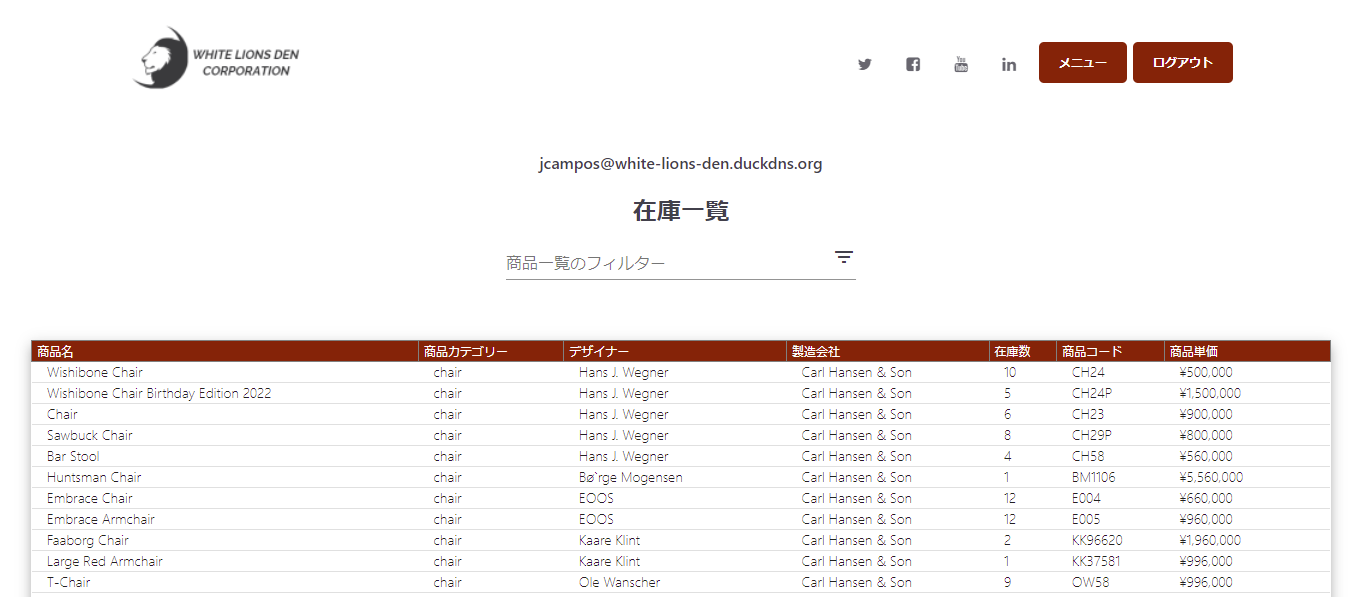 WHITE LIONS DEN
CORPORATION
メニュー
ログアウト
jcampos@white-lions-den.duckdns.org
在庫一覧
商品一覧のフィルター
商品名 商品カテゴリー デザイナー 製造会社 在庫数 商品コード 商品単価
Wishibone Chair chair Hans J. Wegner Carl Hansen & Son 10 CH24 ¥500,000
Wishibone Chair Birthday Edition 2022 chair Hans J. Wegner Carl Hansen & Son 5 CH24P ¥1,500,000
Chair chair Hans J. Wegner Carl Hansen & Son 6 CH23 ¥900,000
Sawbuck Chair chair Hans J. Wegner Carl Hansen & Son 8 CH29P ¥800,000
Bar Stool chair Hans J. Wegner Carl Hansen & Son 4 CH58 ¥560,000
Huntsman Chair chair Bø`rge Mogensen Carl Hansen & Son 1 BM1106 ¥5,560,000
Embrace Chair chair EOOS Carl Hansen & Son 12 E004 ¥660,000
Embrace Armchair chair EOOS Carl Hansen & Son 12 E005 ¥960,000
Faaborg Chair chair Kaare Klint Carl Hansen & Son 2 KK96620 ¥1,960,000
Large Red Armchair chair Kaare Klint Carl Hansen & Son 1 KK37581 ¥996,000
T-Chair chair Ole Wanscher Carl Hansen & Son 9 OW58 ¥996,000